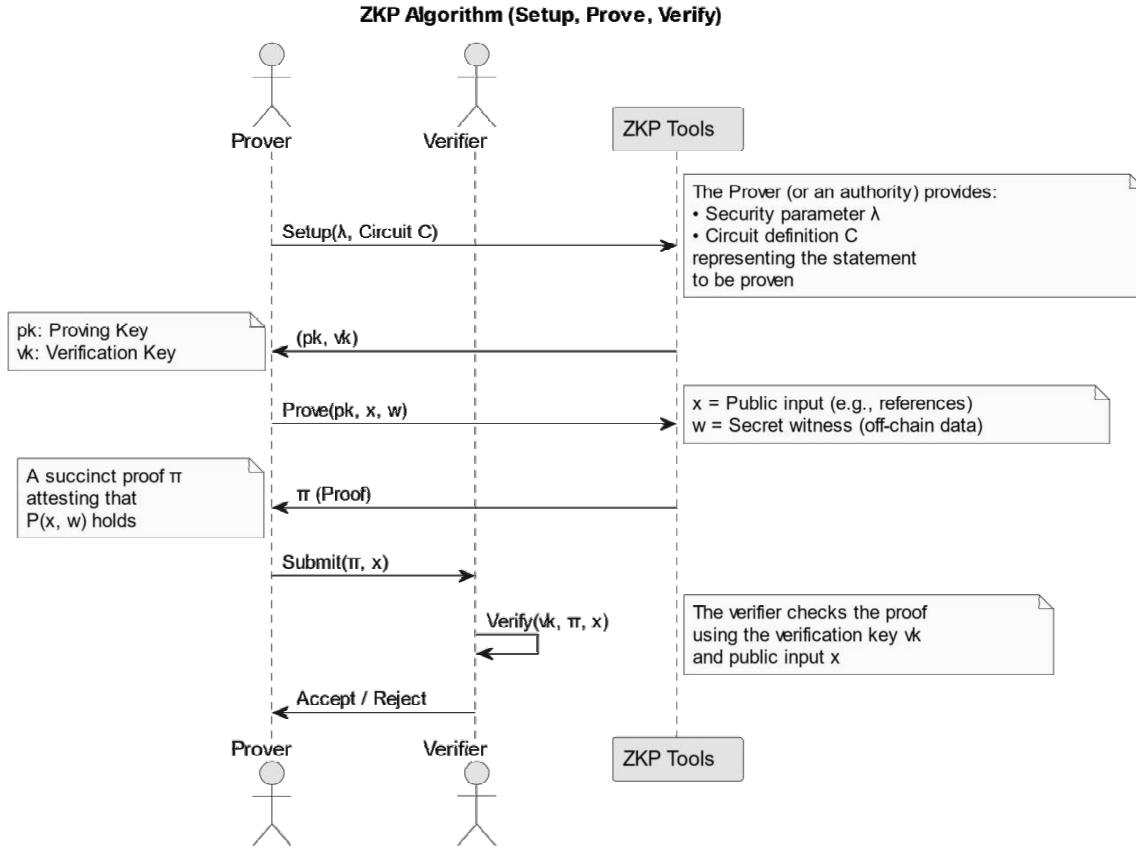 ZKP Algorithm (Setup, Prove, Verify)
Prover
Verifier
ZKP Tools
The Prover (or an authority) provides:
• Security parameter λ
• Circuit definition C
representing the statement
to be proven
Setup(λ, Circuit C)
pk: Proving Key
vk: Verification Key
(pk, vk)
Prove(pk, x, w)
x = Public input (e.g., references)
w = Secret witness (off-chain data)
A succinct proof π
attesting that
P(x, w) holds
π (Proof)
Submit(π, x)
Verify(vk, π, x)
The verifier checks the proof
using the verification key vk
and public input x
Accept / Reject
Prover
Verifier
ZKP Tools